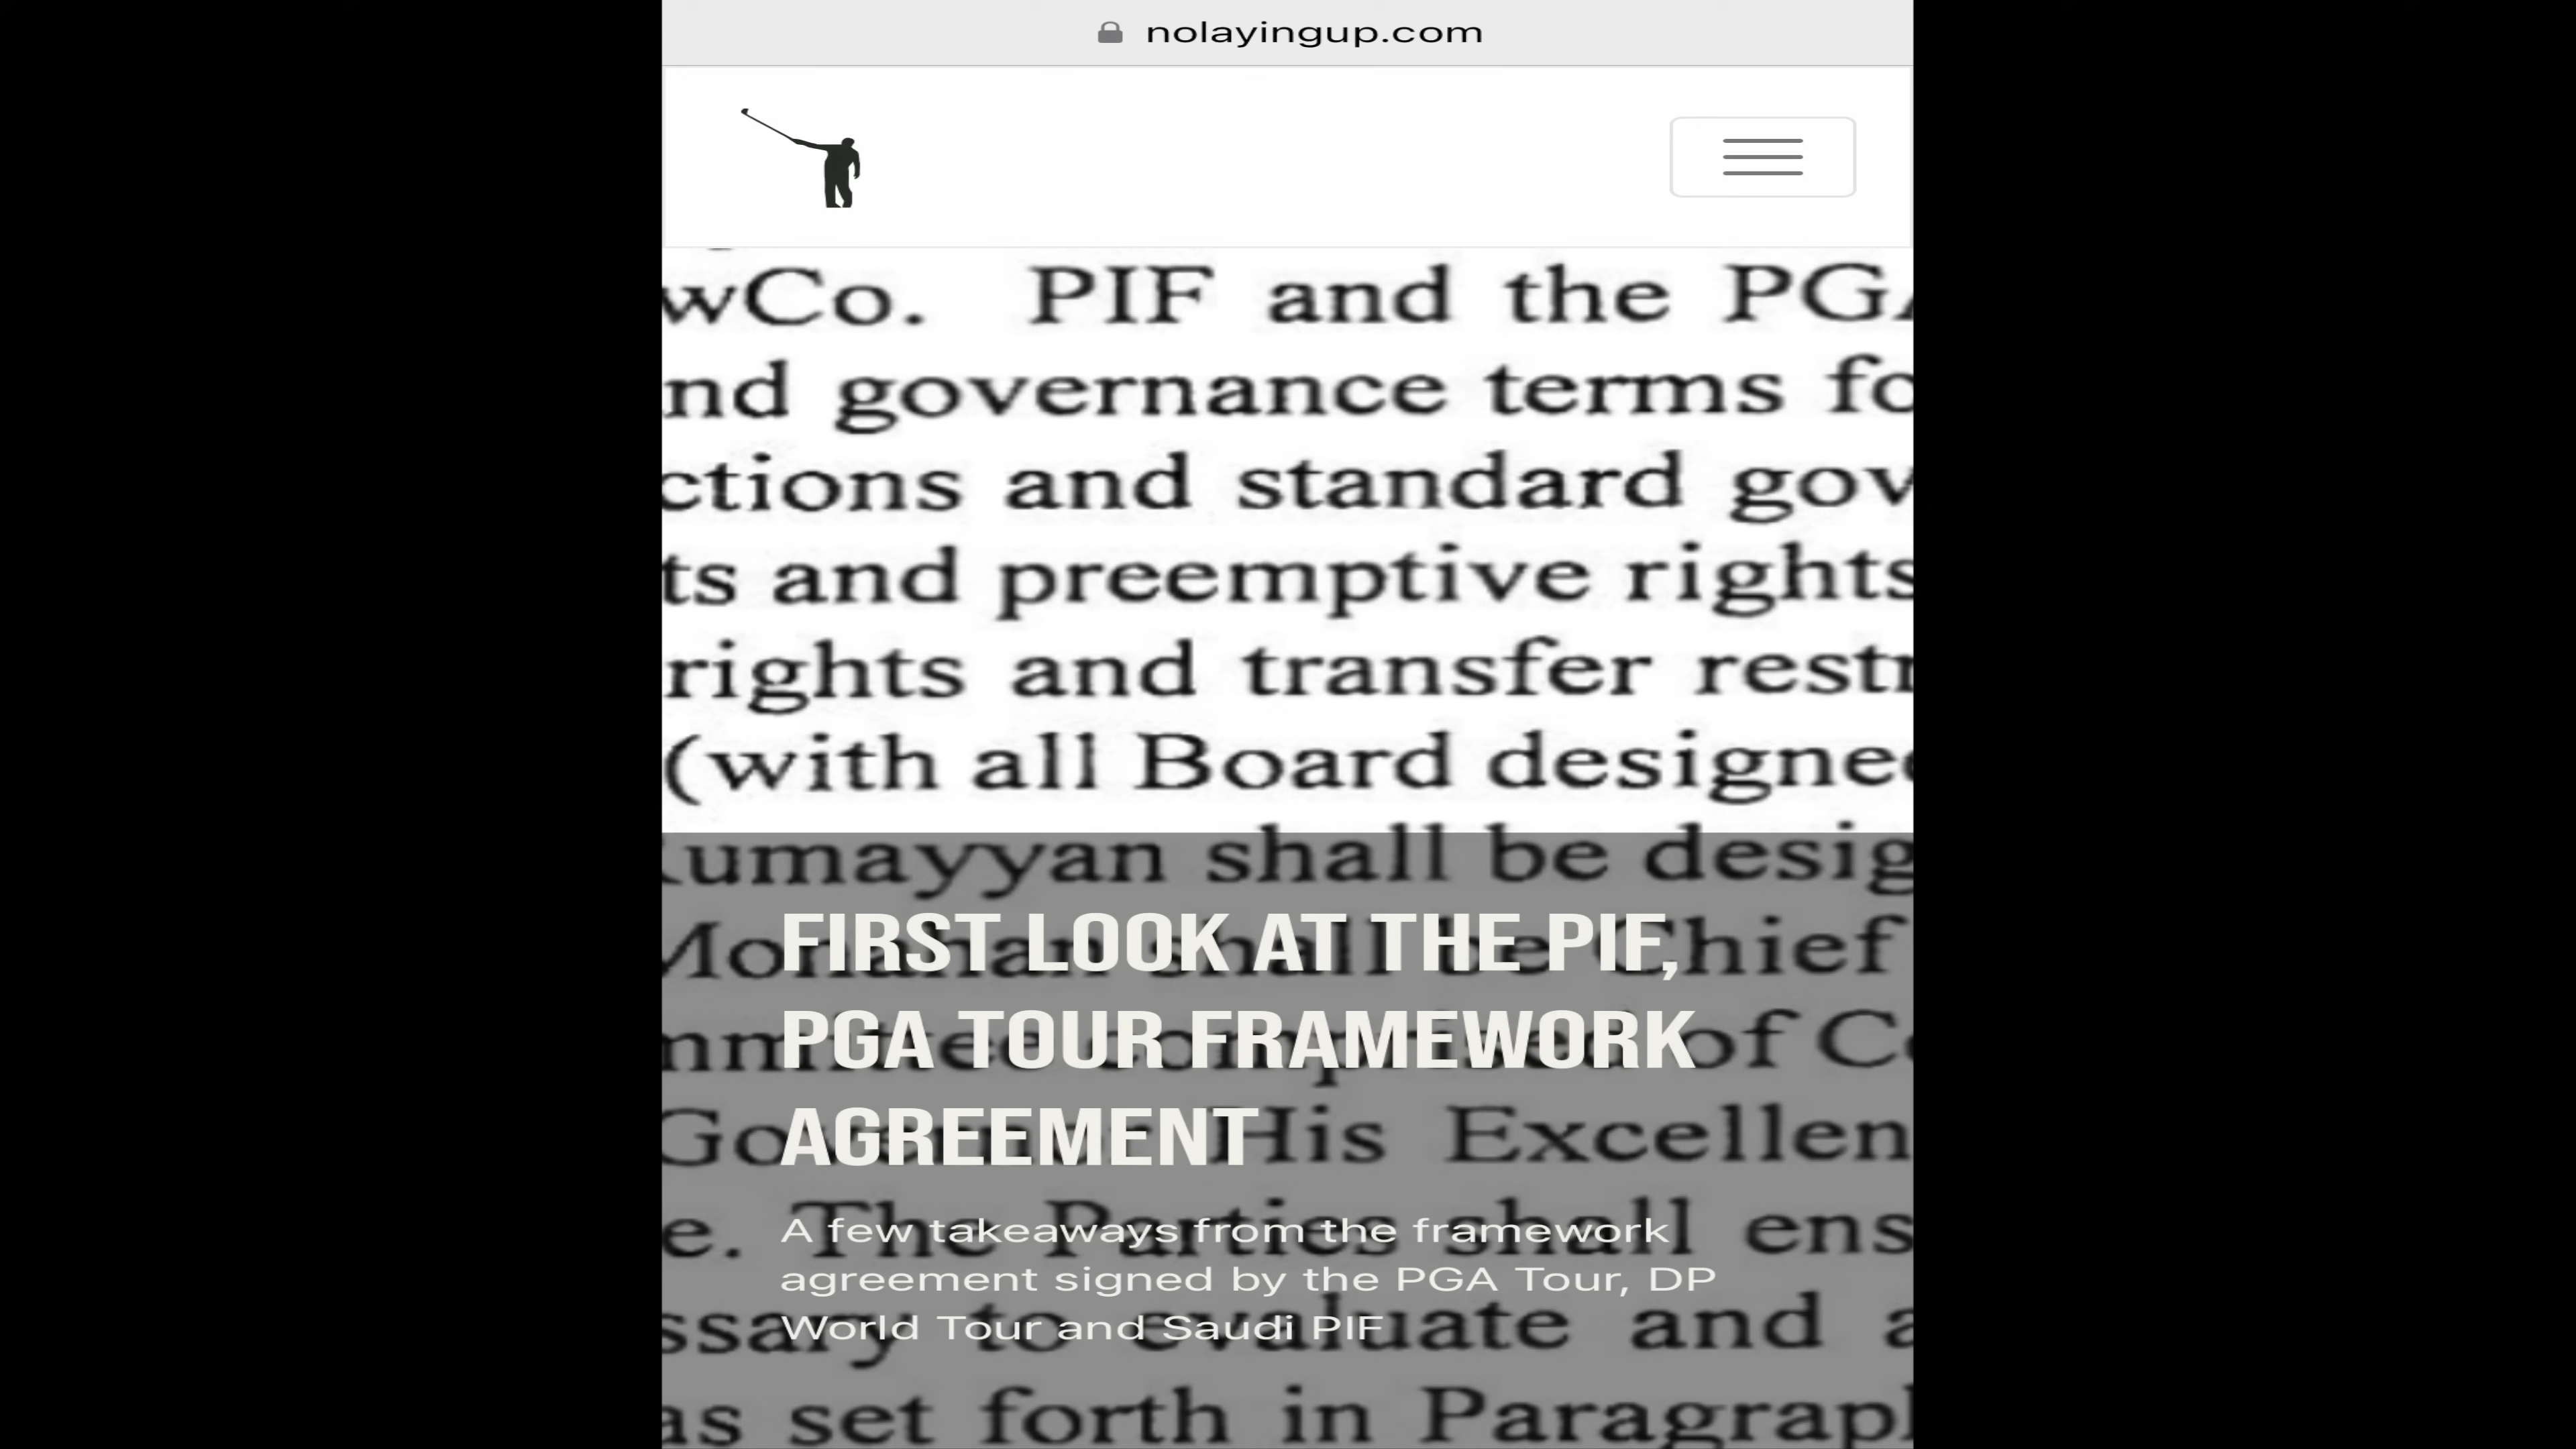 nolayingup.com
wCo. PIF and the PGA
nd governance terms fo
ctions and standard gov
ts and preemptive rights
rights and transfer restr
(with all Board designe
umayyan shall be desig
FIRST LOOK AT THE PIF,
PGA TOUR FRAMEWORK
AGREEMENT
His Excellen
A few takeaways from the framework
agreement signed by the PGA Tour, DP
World Tour and Saudi PIF
as set forth in Paragrap